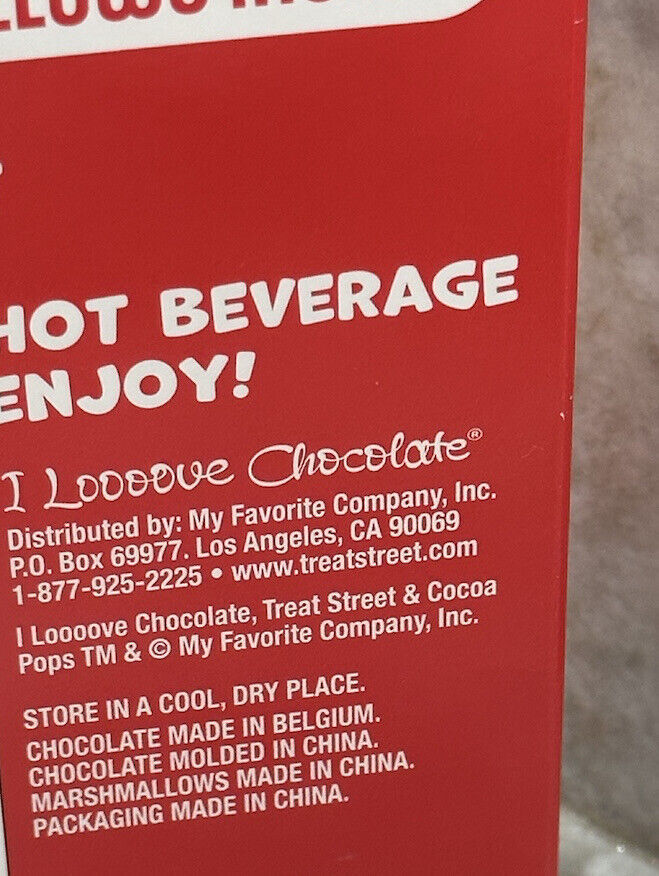 HOT BEVERAGE
ENJOY!
I Loooove Chocolate®
Distributed by: My Favorite Company, Inc.
P.O. Box 69977. Los Angeles, CA 90069
1-877-925-2225 • www.treatstreet.com
I Loooove Chocolate, Treat Street & Cocoa
Pops TM & © My Favorite Company, Inc.
STORE IN A COOL, DRY PLACE.
CHOCOLATE MADE IN BELGIUM.
CHOCOLATE MOLDED IN CHINA.
MARSHMALLOWS MADE IN CHINA.
PACKAGING MADE IN CHINA.